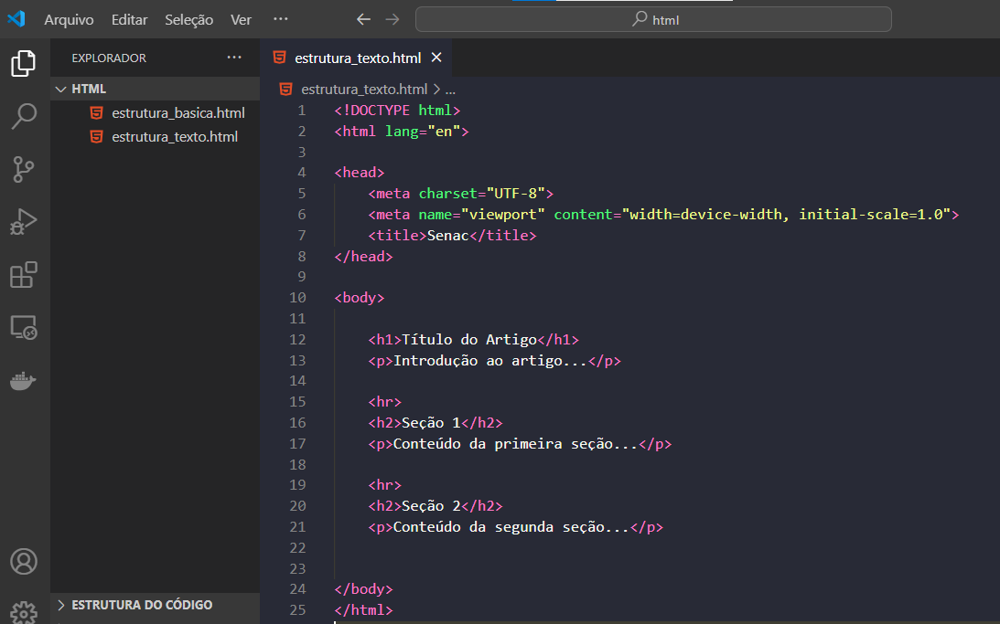 Arquivo Editar Seleção Ver ··· ← → html
EXPLORADOR ···
HTML
estrutura_basica.html
estrutura_texto.html
ESTRUTURA DO CÓDIGO
estrutura_texto.html ×
estrutura_texto.html > ...
1 <!DOCTYPE html>
2 <html lang="en">
3
4 <head>
5     <meta charset="UTF-8">
6     <meta name="viewport" content="width=device-width, initial-scale=1.0">
7     <title>Senac</title>
8 </head>
9
10 <body>
11
12     <h1>Título do Artigo</h1>
13     <p>Introdução ao artigo...</p>
14
15     <hr>
16     <h2>Seção 1</h2>
17     <p>Conteúdo da primeira seção...</p>
18
19     <hr>
20     <h2>Seção 2</h2>
21     <p>Conteúdo da segunda seção...</p>
22
23
24 </body>
25 </html>